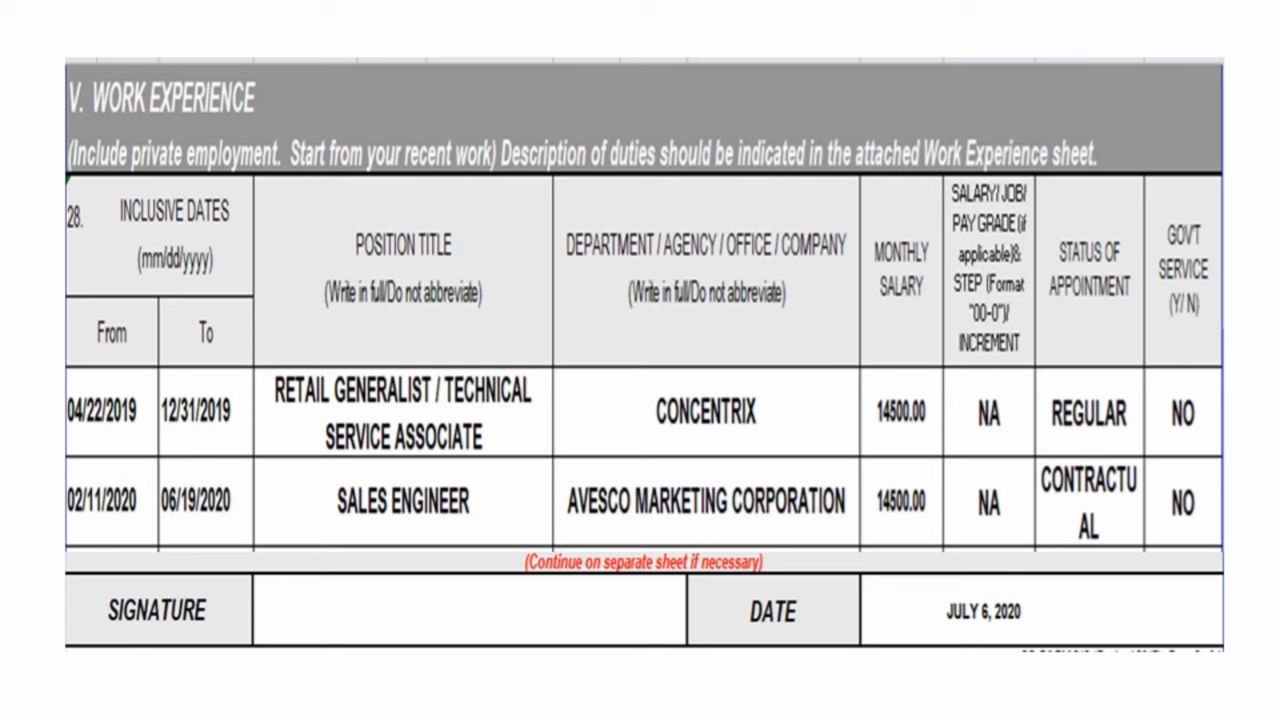 V. WORK EXPERIENCE
(Include private employment. Start from your recent work) Description of duties should be indicated in the attached Work Experience sheet.
28. INCLUSIVE DATES
(mm/dd/yyyy)
From To
POSITION TITLE
(Write in full/Do not abbreviate)
DEPARTMENT / AGENCY / OFFICE / COMPANY
(Write in full/Do not abbreviate)
MONTHLY
SALARY
SALARY/ JOB/
PAY GRADE (if
applicable)&
STEP (Format
"00-0")/
INCREMENT
STATUS OF
APPOINTMENT
GOV'T
SERVICE
(Y/ N)
04/22/2019 12/31/2019 RETAIL GENERALIST / TECHNICAL
SERVICE ASSOCIATE CONCENTRIX 14500.00 NA REGULAR NO
02/11/2020 06/19/2020 SALES ENGINEER AVESCO MARKETING CORPORATION 14500.00 NA CONTRACTU
AL NO
(Continue on separate sheet if necessary)
SIGNATURE DATE JULY 6, 2020